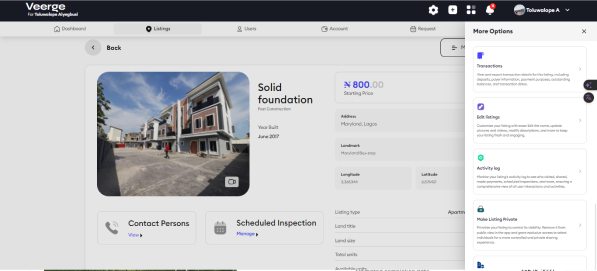 Veerge
For Toluwalope Aiyegbusi
Toluwalope A
Dashboard
Listings
Users
Account
Request
Back
Solid
foundation
Post Construction
Year Built
June 2017
₦ 800.00
Starting Price
Address
Maryland, Lagos
Landmark
Maryland Bus stop
Longitude
Latitude
Contact Persons
View
Scheduled Inspection
Manage
Listing type
Land title
Land size
Total units
More Options
Transactions
View and export transaction details for this listing, including
deposits, payer information, payment purposes, outstanding
balances, and transaction dates.
Edit listings
Customize your listing with ease! Edit the name, update
photos and videos, modify descriptions, and more to keep
your listing fresh and engaging.
Activity log
Monitor your listing's activity log to see who visited, shared,
made payments, scheduled inspections, and more, ensuring a
comprehensive view of all user interactions and activities.
Make Listing Private
Privatize your listing to control its visibility. Remove it from
public view in the app and grant exclusive access to select
individuals for a more controlled and private sharing
experience.